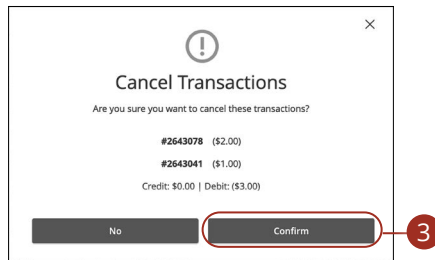 Cancel Transactions
Are you sure you want to cancel these transactions?
#2643078 ($2.00)
#2643041 ($1.00)
Credit: $0.00 | Debit: ($3.00)
No Confirm 3